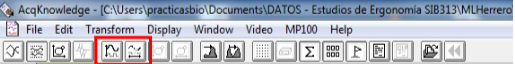 AcqKnowledge - [C:\Users\practicasbio\Documents\DATOS - Estudios de Ergonomía SIB313\MLHerrero
File Edit Transform Display Window Video MP100 Help